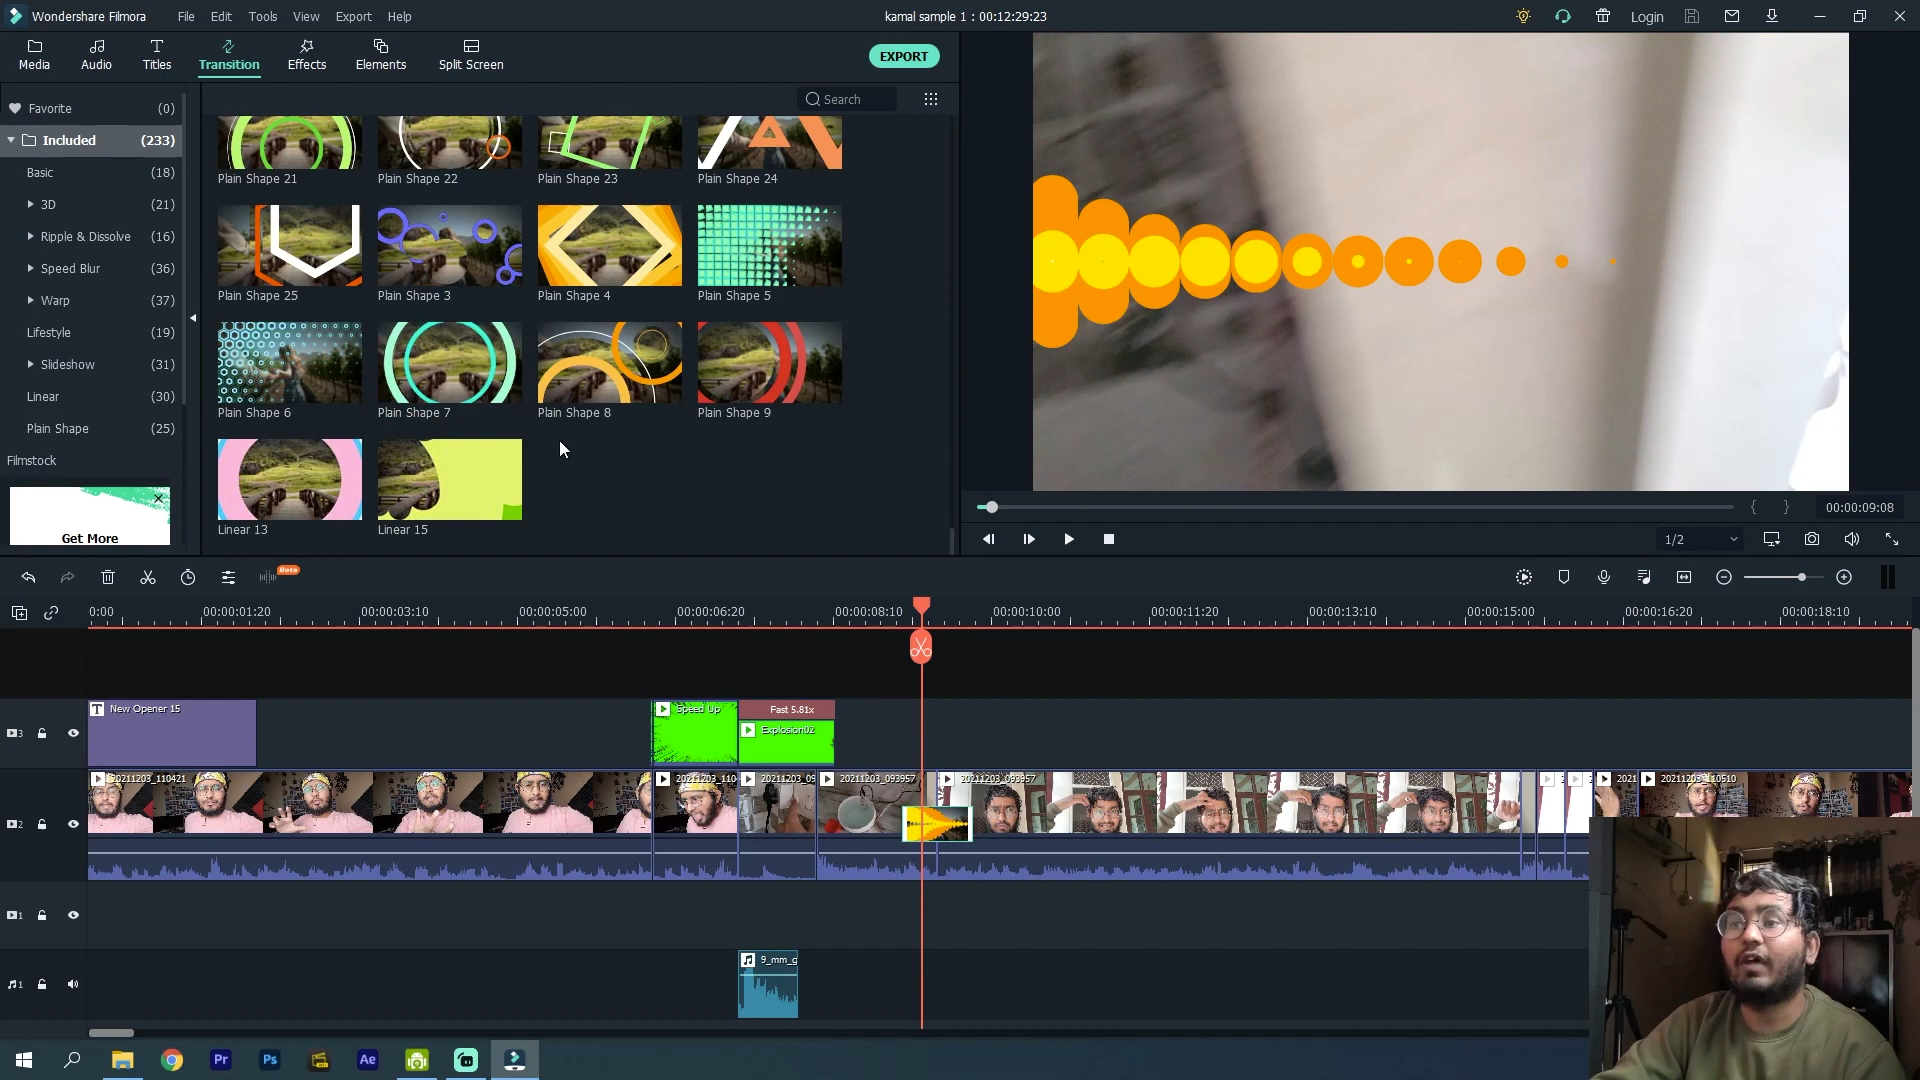 Wondershare Filmora File Edit Tools View Export Help kamal sample 1 : 00:12:29:23 Login
Media Audio Titles Transition Effects Elements Split Screen EXPORT
Search
Favorite (0)
Included (233)
Basic (18)
3D (21)
Ripple & Dissolve (16)
Speed Blur (36)
Warp (37)
Lifestyle (19)
Slideshow (31)
Linear (30)
Plain Shape (25)
Filmstock
Get More
Plain Shape 21 Plain Shape 22 Plain Shape 23 Plain Shape 24
Plain Shape 25 Plain Shape 3 Plain Shape 4 Plain Shape 5
Plain Shape 6 Plain Shape 7 Plain Shape 8 Plain Shape 9
Linear 13 Linear 15
{ } 00:00:09:08
1/2
Beta
0:00 00:00:01:20 00:00:03:10 00:00:05:00 00:00:06:20 00:00:08:10 00:00:10:00 00:00:11:20 00:00:13:10 00:00:15:00 00:00:16:20 00:00:18:10
T New Opener 15 Speed Up Fast 5.81x
Explosion02
3
20211203_110421 20211203_110 20211203_09 20211203_093957 20211203_093957 2021 20211203_110510
2
1
9_mm_g
1
Pr Ps Ae